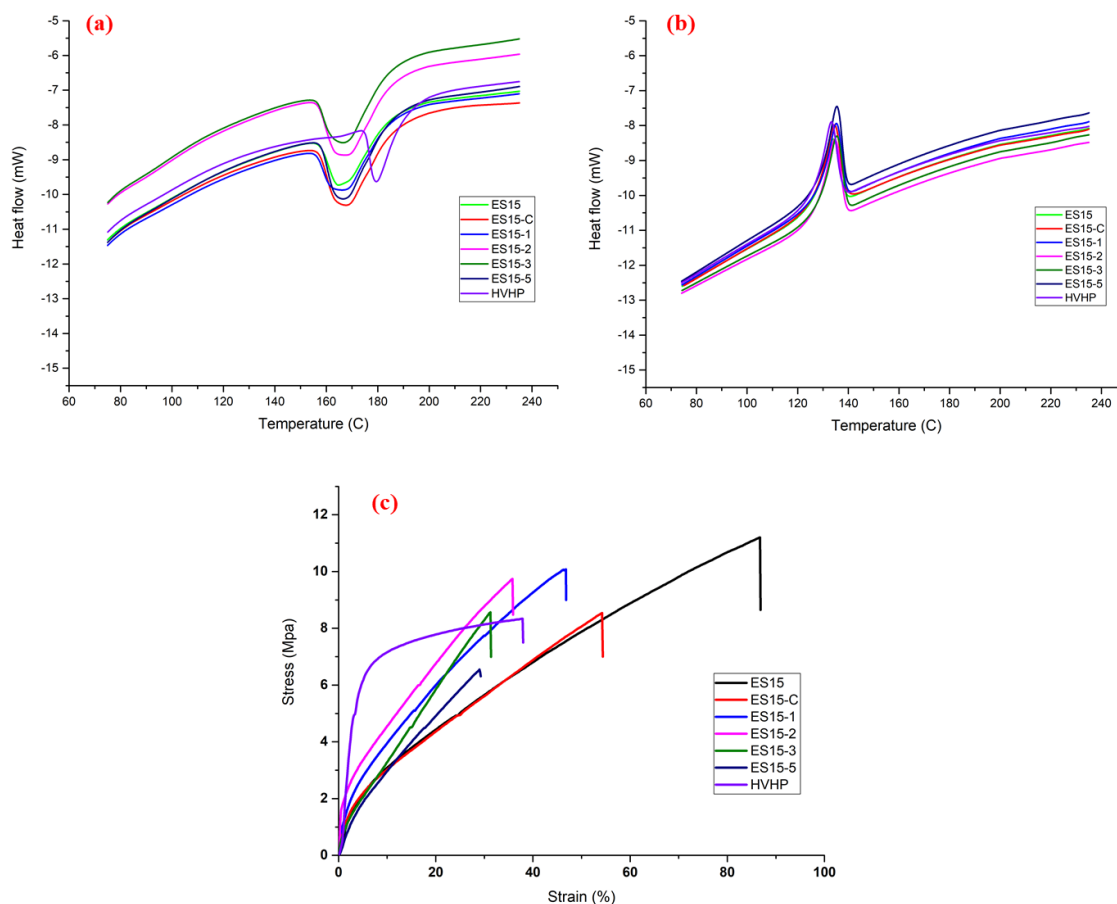 (a)
-5
-6
-7
-8
-9
-10
-11
-12
-13
-14
-15
Heat flow (mW)
60 80 100 120 140 160 180 200 220 240
Temperature (C)
ES15
ES15-C
ES15-1
ES15-2
ES15-3
ES15-5
HVHP
(b)
-5
-6
-7
-8
-9
-10
-11
-12
-13
-14
-15
Heat flow (mW)
60 80 100 120 140 160 180 200 220 240
Temperature (C)
ES15
ES15-C
ES15-1
ES15-2
ES15-3
ES15-5
HVHP
(c)
12
10
8
6
4
2
0
Stress (Mpa)
0 20 40 60 80 100
Strain (%)
ES15
ES15-C
ES15-1
ES15-2
ES15-3
ES15-5
HVHP